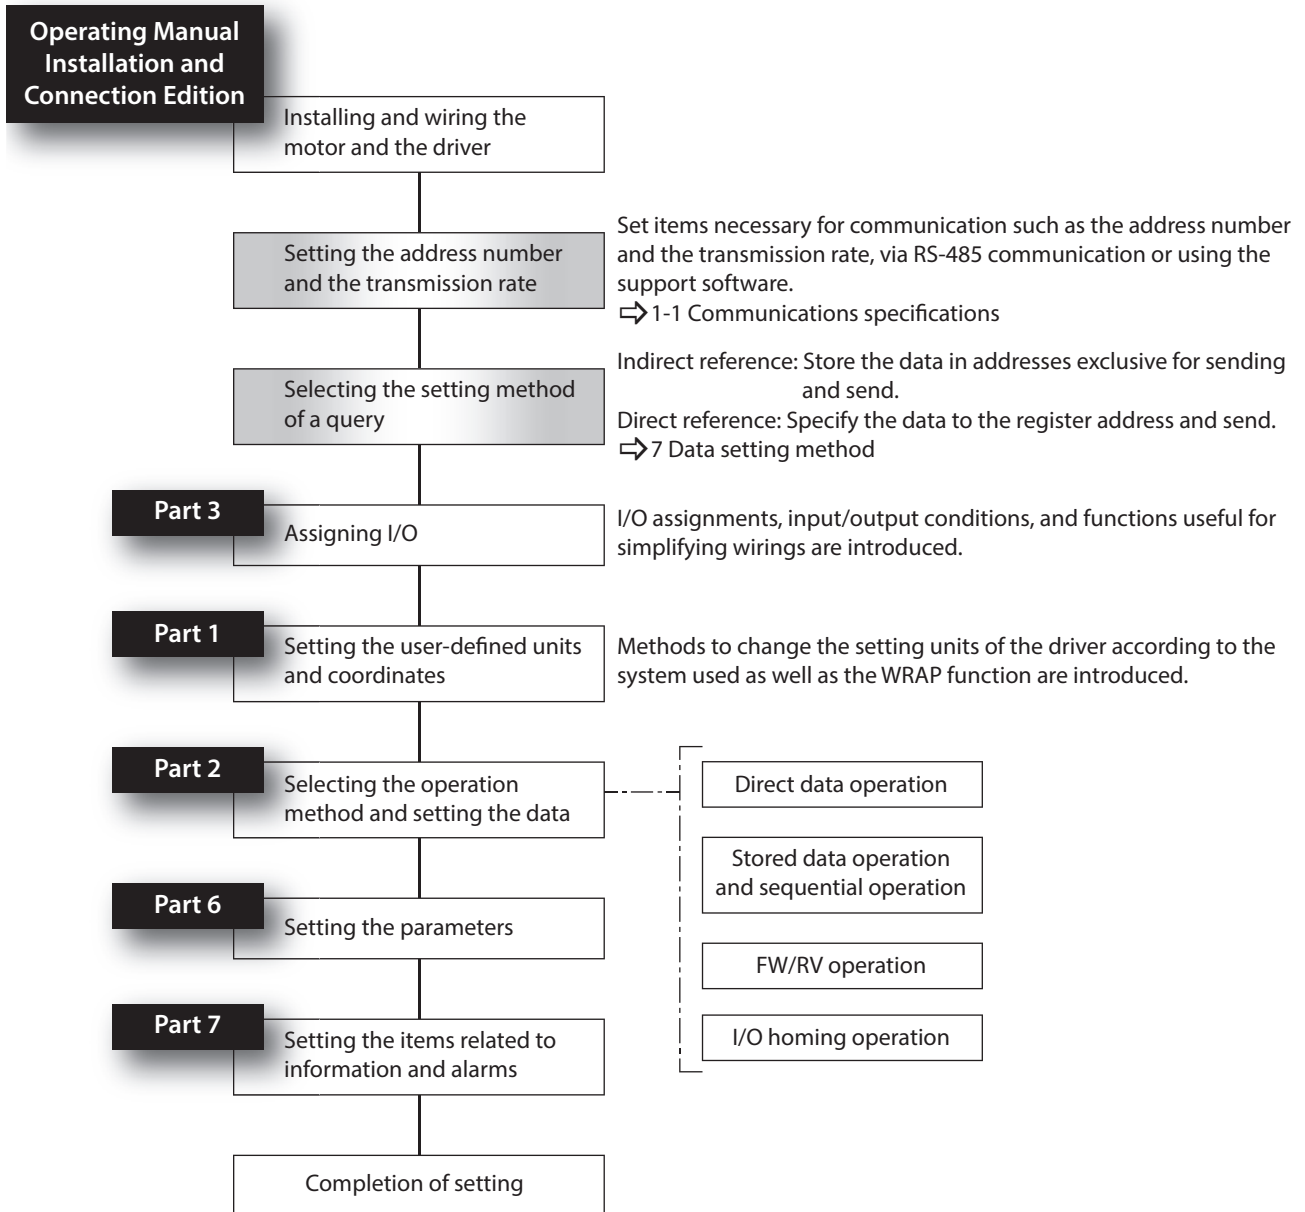 Operating Manual
Installation and
Connection Edition
Installing and wiring the
motor and the driver
Setting the address number
and the transmission rate
Set items necessary for communication such as the address number
and the transmission rate, via RS-485 communication or using the
support software.
⇨1-1 Communications specifications
Selecting the setting method
of a query
Indirect reference: Store the data in addresses exclusive for sending
and send.
Direct reference: Specify the data to the register address and send.
⇨7 Data setting method
Part 3
Assigning I/O
I/O assignments, input/output conditions, and functions useful for
simplifying wirings are introduced.
Part 1
Setting the user-defined units
and coordinates
Methods to change the setting units of the driver according to the
system used as well as the WRAP function are introduced.
Part 2
Selecting the operation
method and setting the data
Direct data operation
Stored data operation
and sequential operation
FW/RV operation
I/O homing operation
Part 6
Setting the parameters
Part 7
Setting the items related to
information and alarms
Completion of setting